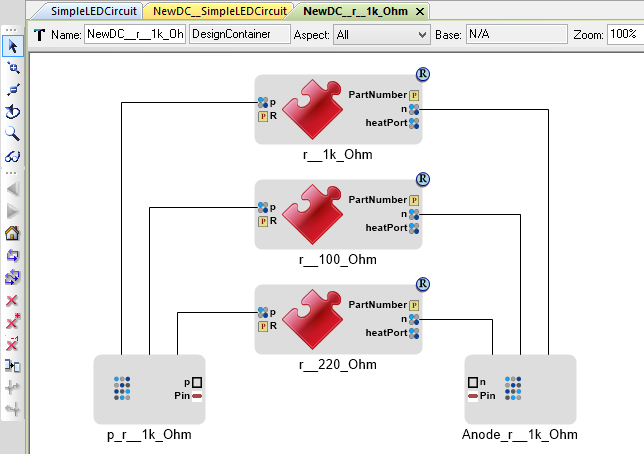 SimpleLEDCircuit NewDC__SimpleLEDCircuit NewDC__r__1k_Ohm ×
Name: NewDC__r__1k_Oh DesignContainer Aspect: All Base: N/A Zoom: 100%
R
PartNumber P
p n
P R heatPort
r__1k_Ohm
R
PartNumber P
p n
P R heatPort
r__100_Ohm
R
PartNumber P
p n
P R heatPort
r__220_Ohm
p n
Pin Pin
p_r__1k_Ohm Anode_r__1k_Ohm